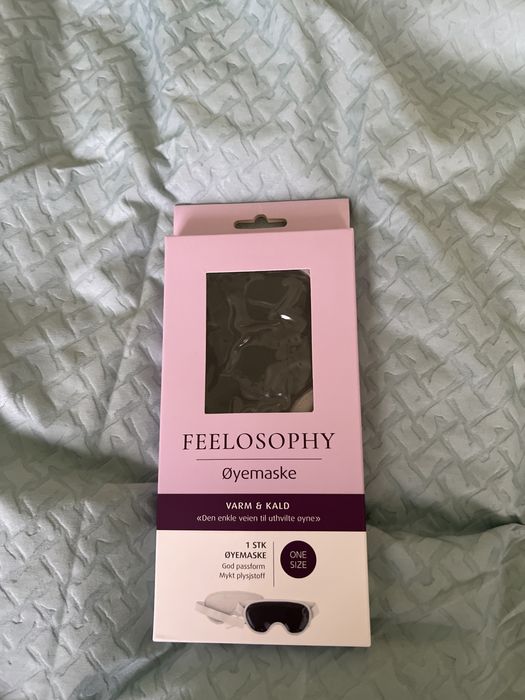 FEELOSOPHY
Øyemaske
VARM & KALD
«Den enkle veien til uthvilte øyne»
1 STK
ØYEMASKE
God passform
Mykt plysjstoff
ONE
SIZE